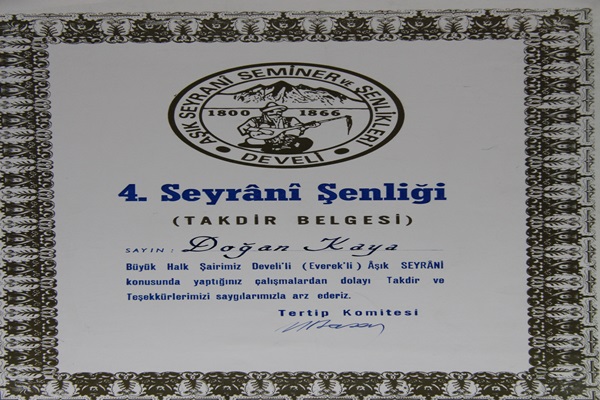 AŞIK SEYRANİ SEMİNER VE ŞENLİKLERİ
1800 1866
DEVELİ
4. Seyrânî Şenliği
(TAKDİR BELGESİ)
SAYIN: Doğan Kaya
Büyük Halk Şairimiz Develi'li (Everek'li) Âşık SEYRÂNİ
konusunda yaptığınız çalışmalardan dolayı Takdir ve
Teşekkürlerimizi saygılarımızla arz ederiz.
Tertip Komitesi